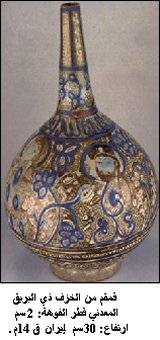 قمقم من الخزف ذي البريق
المعدني قطر الفوهة: 2سم
ارتفاع: 30سم إيران ق 14م.